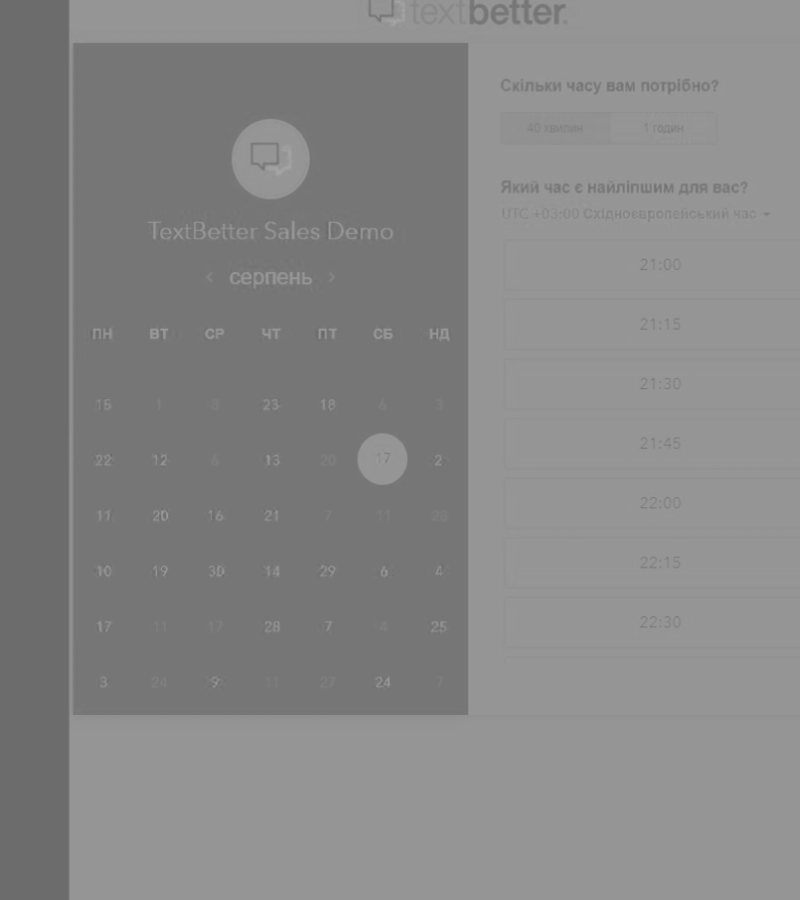 textbetter.
TextBetter Sales Demo
серпень
ПН ВТ СР ЧТ ПТ СБ НД
15 1 8 23 18 6 3
22 12 6 13 20 17 2
11 20 16 21 7 11 28
10 19 30 14 29 6 4
17 11 17 28 7 4 25
3 24 9 11 27 24 7
Скільки часу вам потрібно?
40 хвилин 1 годин
Який час є найліпшим для вас?
UTC +03:00 Східноєвропейський час
21:00
21:15
21:30
21:45
22:00
22:15
22:30